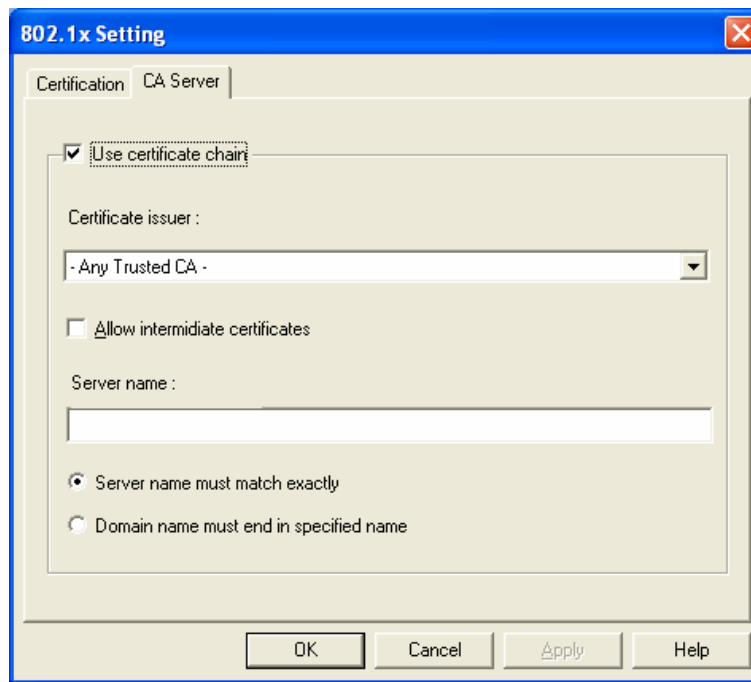 802.1x Setting
Certification
CA Server
Use certificate chain
Certificate issuer :
- Any Trusted CA -
Allow intermidiate certificates
Server name :
Server name must match exactly
Domain name must end in specified name
OK
Cancel
Apply
Help